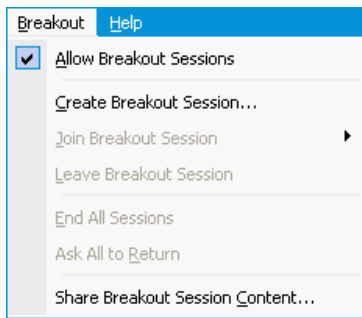 Breakout Help
Allow Breakout Sessions
Create Breakout Session...
Join Breakout Session
Leave Breakout Session
End All Sessions
Ask All to Return
Share Breakout Session Content...